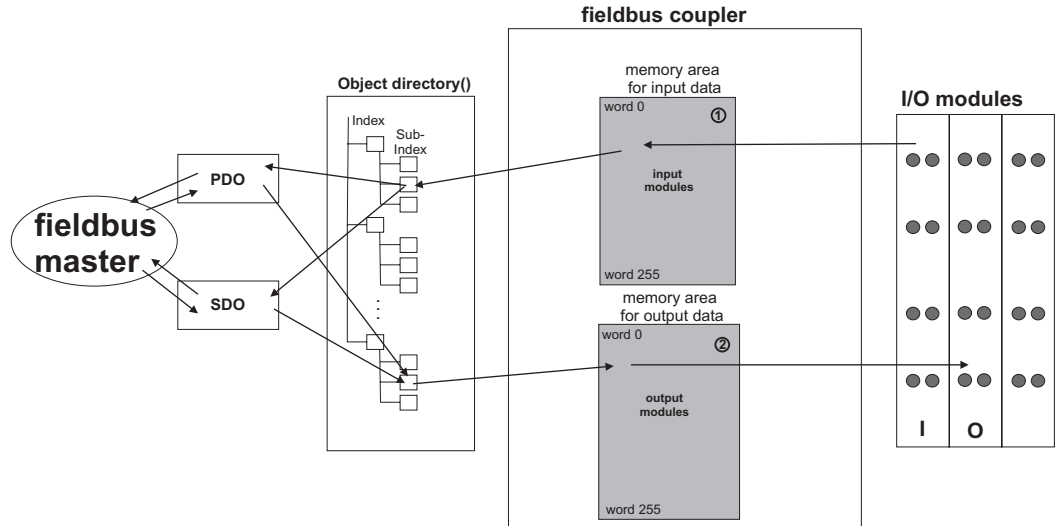 fieldbus coupler
memory area
for input data
Object directory()
I/O modules
word 0
①
Index
Sub-
Index
PDO
input
modules
fieldbus
master
word 255
SDO
memory area
for output data
word 0
②
output
modules
I
O
word 255